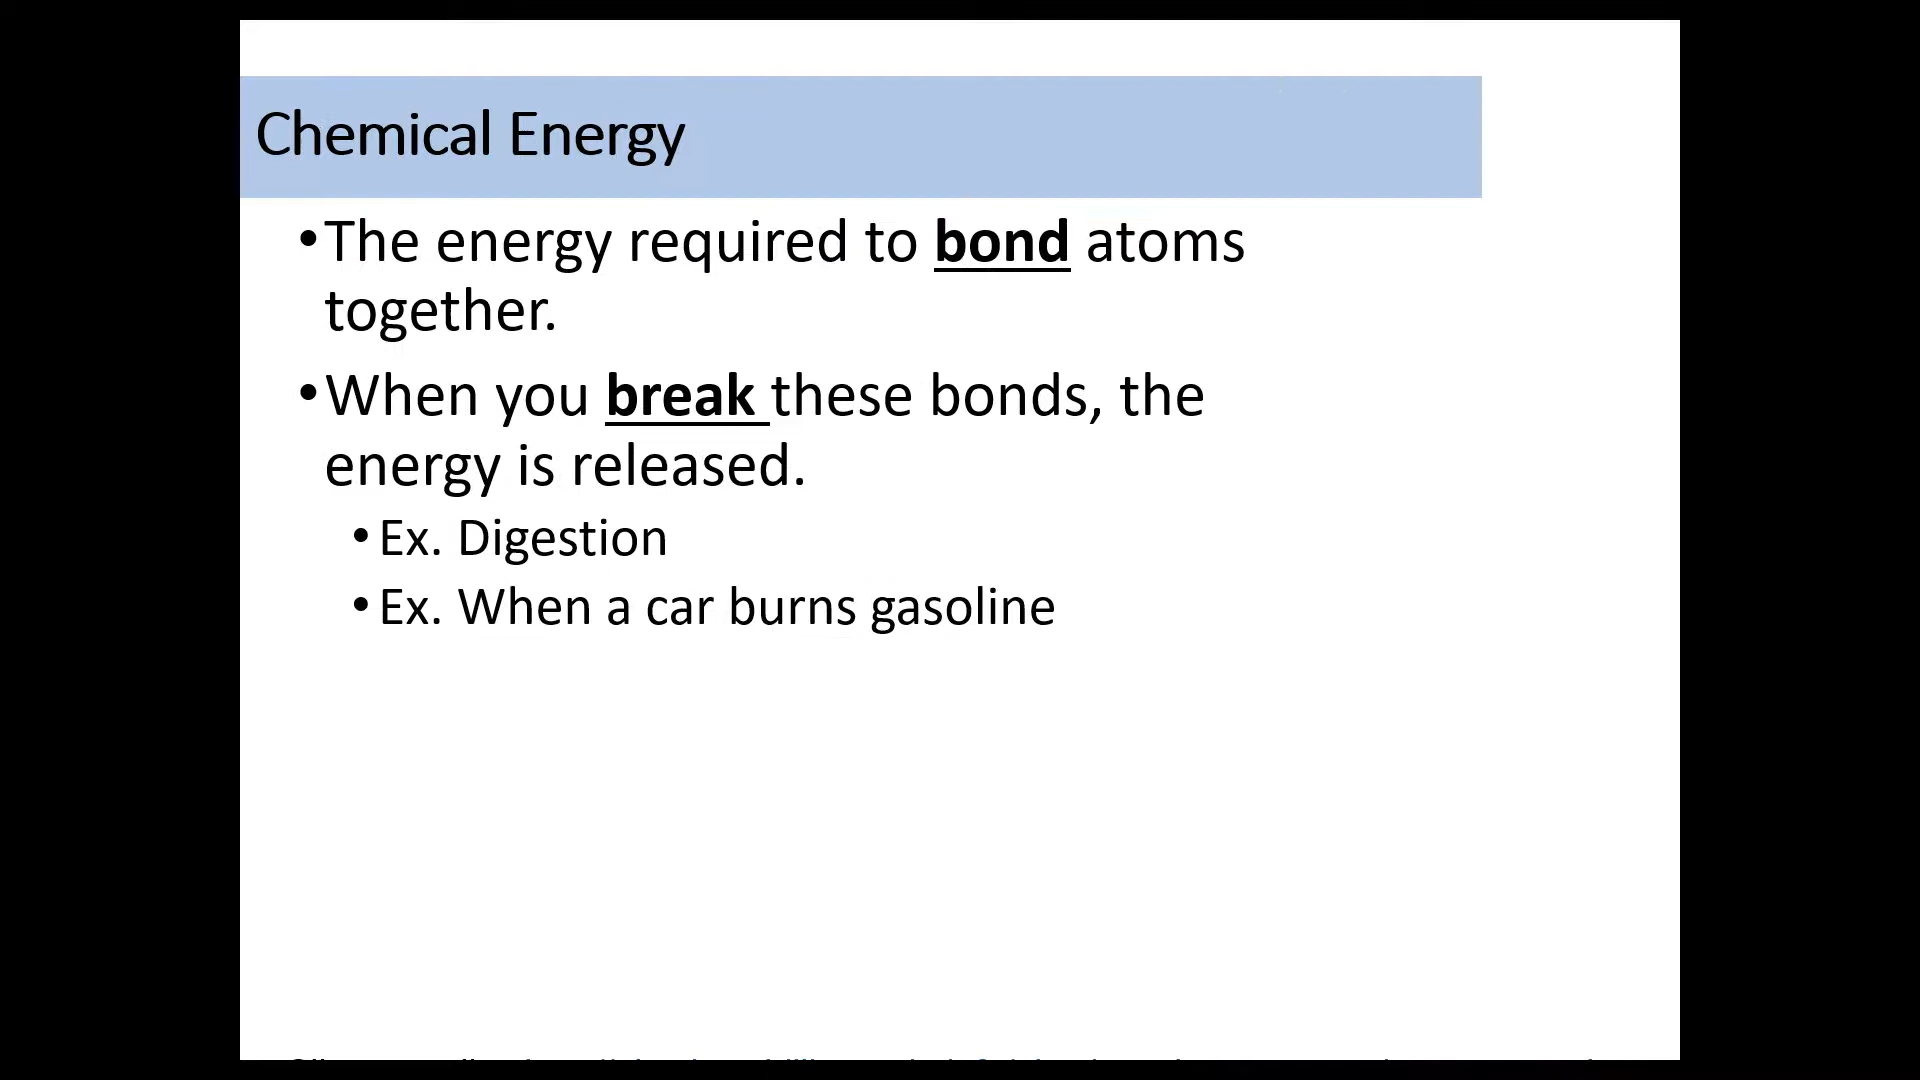 Chemical Energy
•The energy required to bond atoms
together.
•When you break these bonds, the
energy is released.
•Ex. Digestion
•Ex. When a car burns gasoline